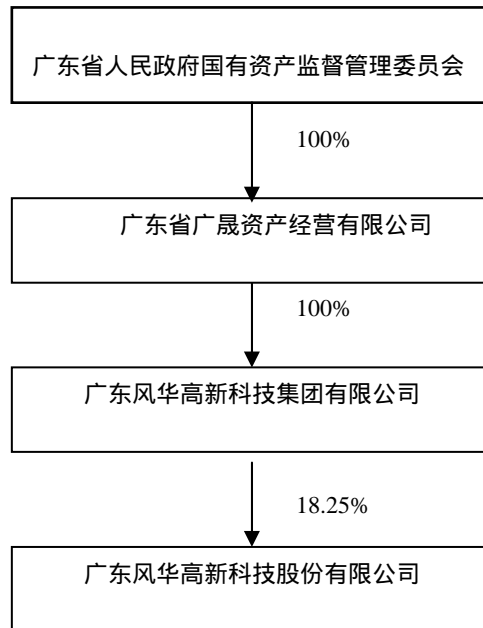 广东省人民政府国有资产监督管理委员会
100%
广东省广晟资产经营有限公司
100%
广东风华高新科技集团有限公司
18.25%
广东风华高新科技股份有限公司